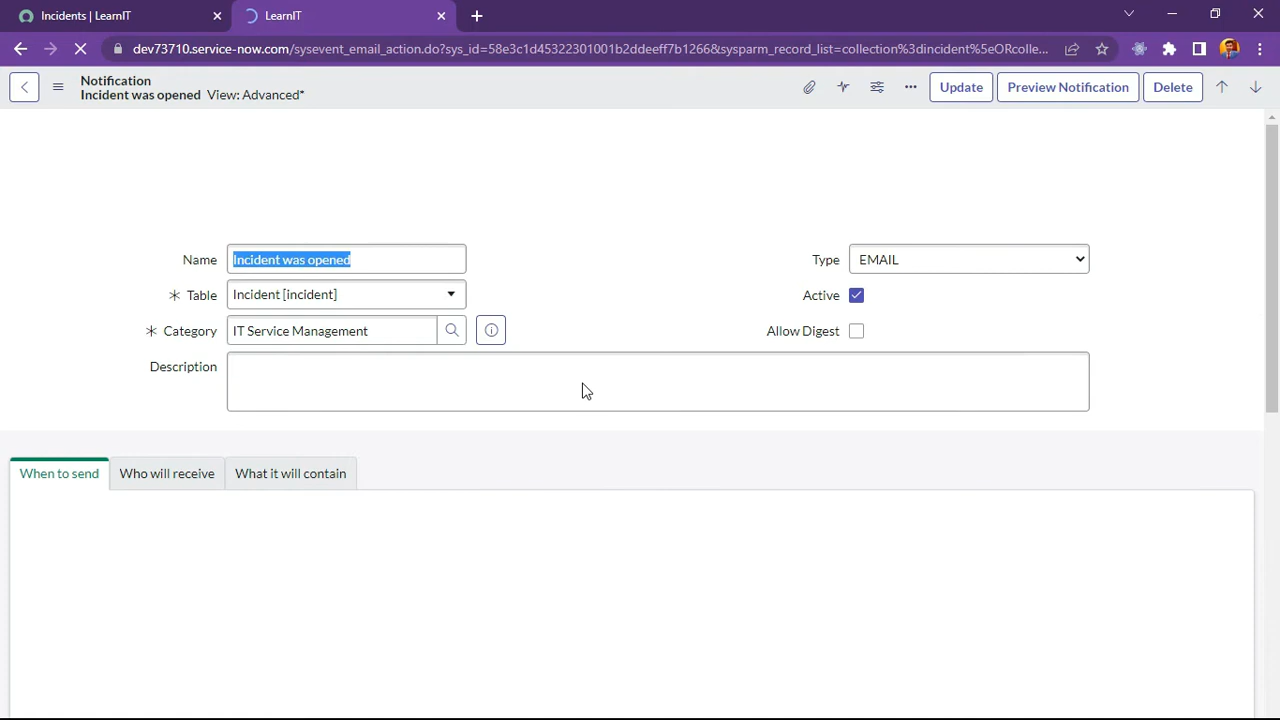 Incidents | LearnIT
LearnIT
dev73710.service-now.com/sysevent_email_action.do?sys_id=58e3c1d45322301001b2ddeeff7b1266&sysparm_record_list=collection%3dincident%5eORcolle...
Notification
Incident was opened View: Advanced*
Update
Preview Notification
Delete
Name
Incident was opened
Type
EMAIL
* Table
Incident [incident]
Active
* Category
IT Service Management
Allow Digest
Description
When to send
Who will receive
What it will contain